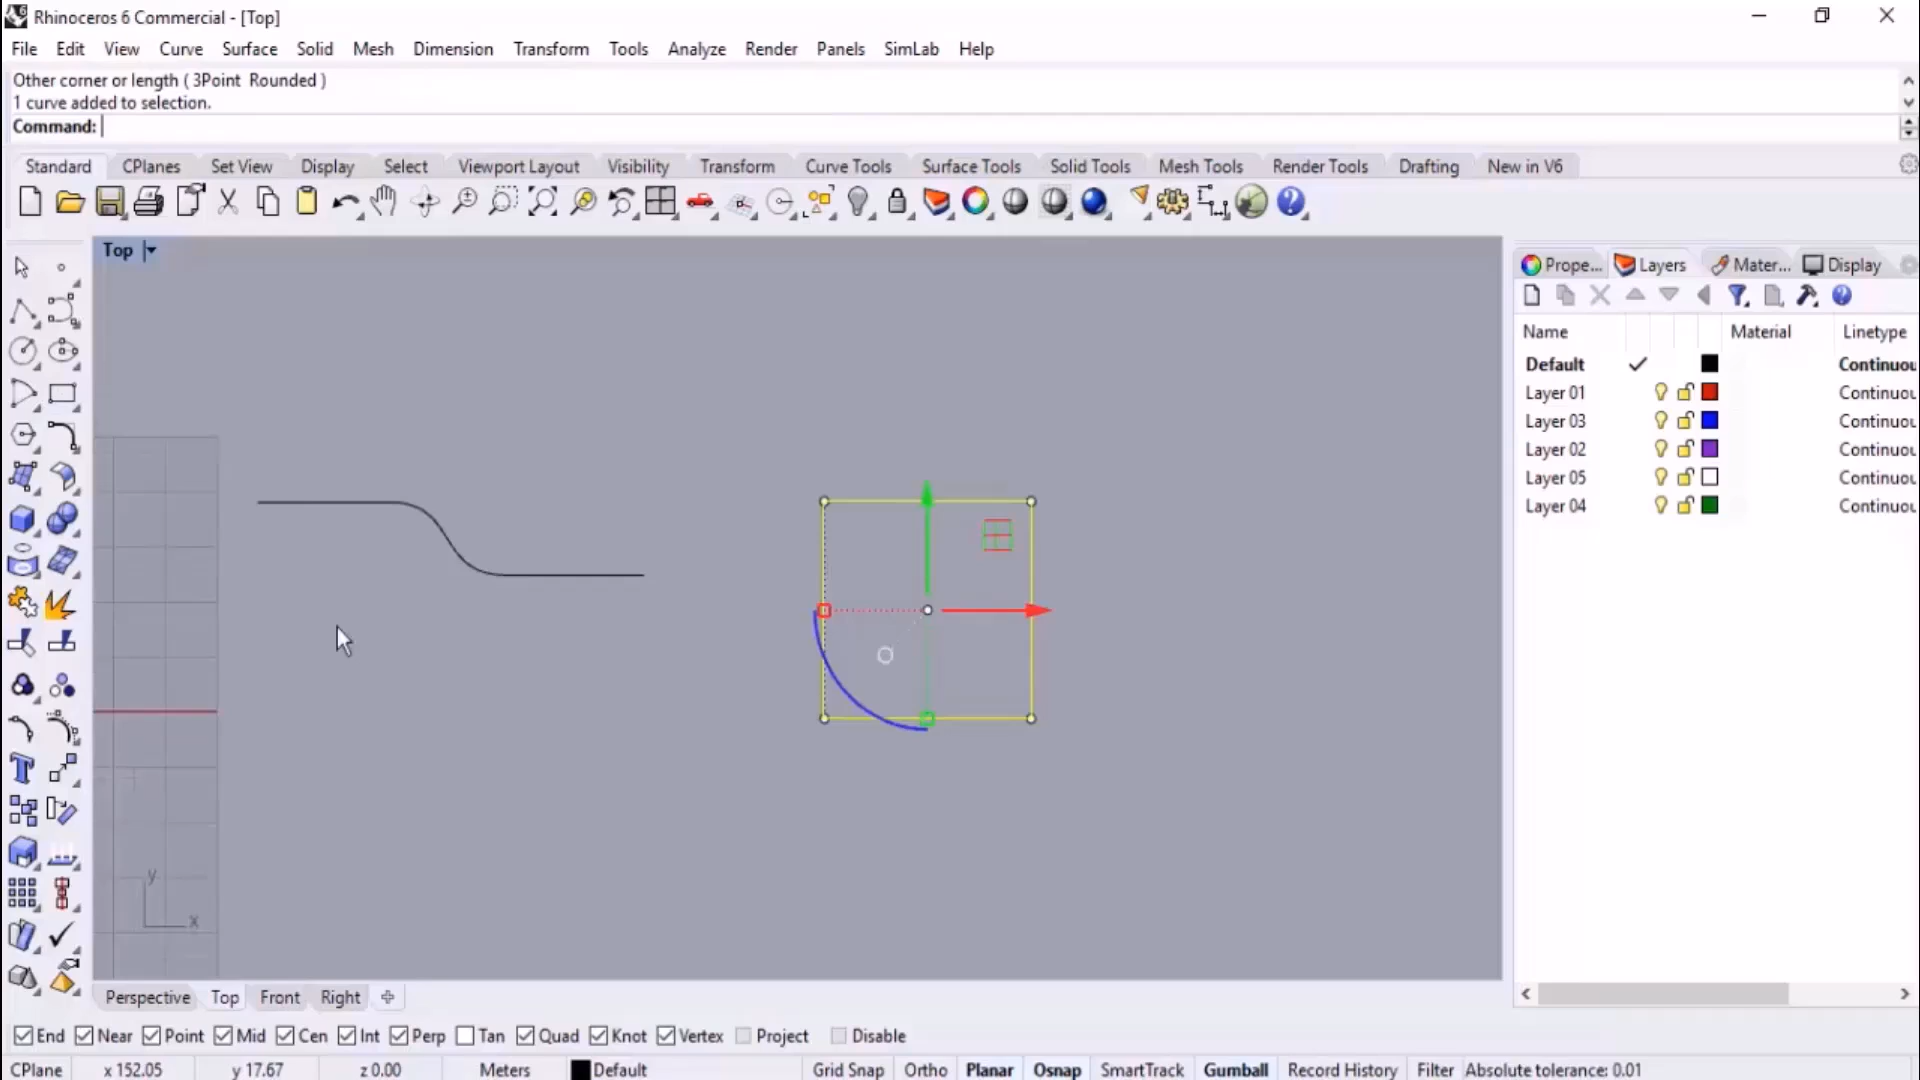 Rhinoceros 6 Commercial - [Top]
File Edit View Curve Surface Solid Mesh Dimension Transform Tools Analyze Render Panels SimLab Help
Other corner or length ( 3Point Rounded )
1 curve added to selection.
Command:
Standard CPlanes Set View Display Select Viewport Layout Visibility Transform Curve Tools Surface Tools Solid Tools Mesh Tools Render Tools Drafting New in V6
Top
Prope... Layers Mater... Display
Name Material Linetype
Default Continuou
Layer 01 Continuou
Layer 03 Continuou
Layer 02 Continuou
Layer 05 Continuou
Layer 04 Continuou
y
x
Perspective Top Front Right
End Near Point Mid Cen Int Perp Tan Quad Knot Vertex Project Disable
CPlane x 152.05 y 17.67 z 0.00 Meters Default Grid Snap Ortho Planar Osnap SmartTrack Gumball Record History Filter Absolute tolerance: 0.01